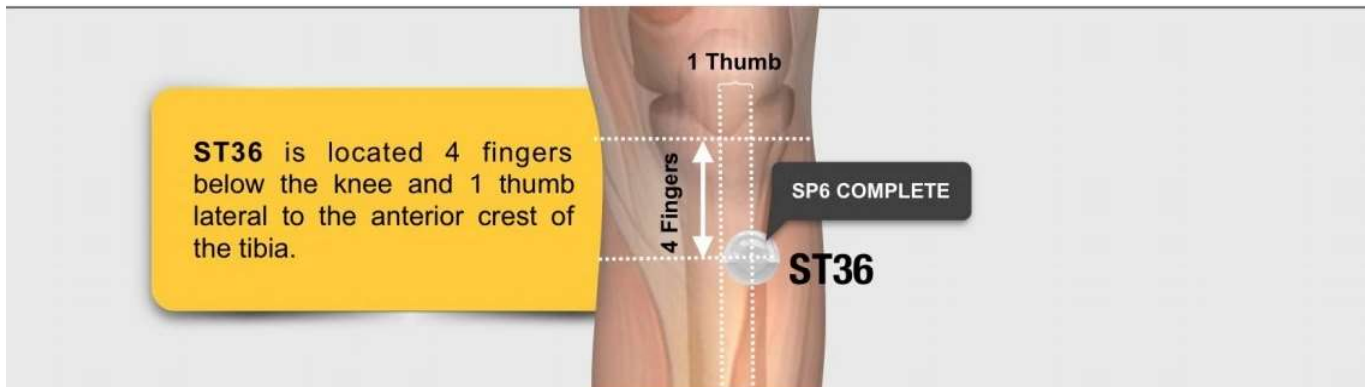 1 Thumb
ST36 is located 4 fingers
below the knee and 1 thumb
lateral to the anterior crest of
the tibia.
4 Fingers
SP6 COMPLETE
ST36